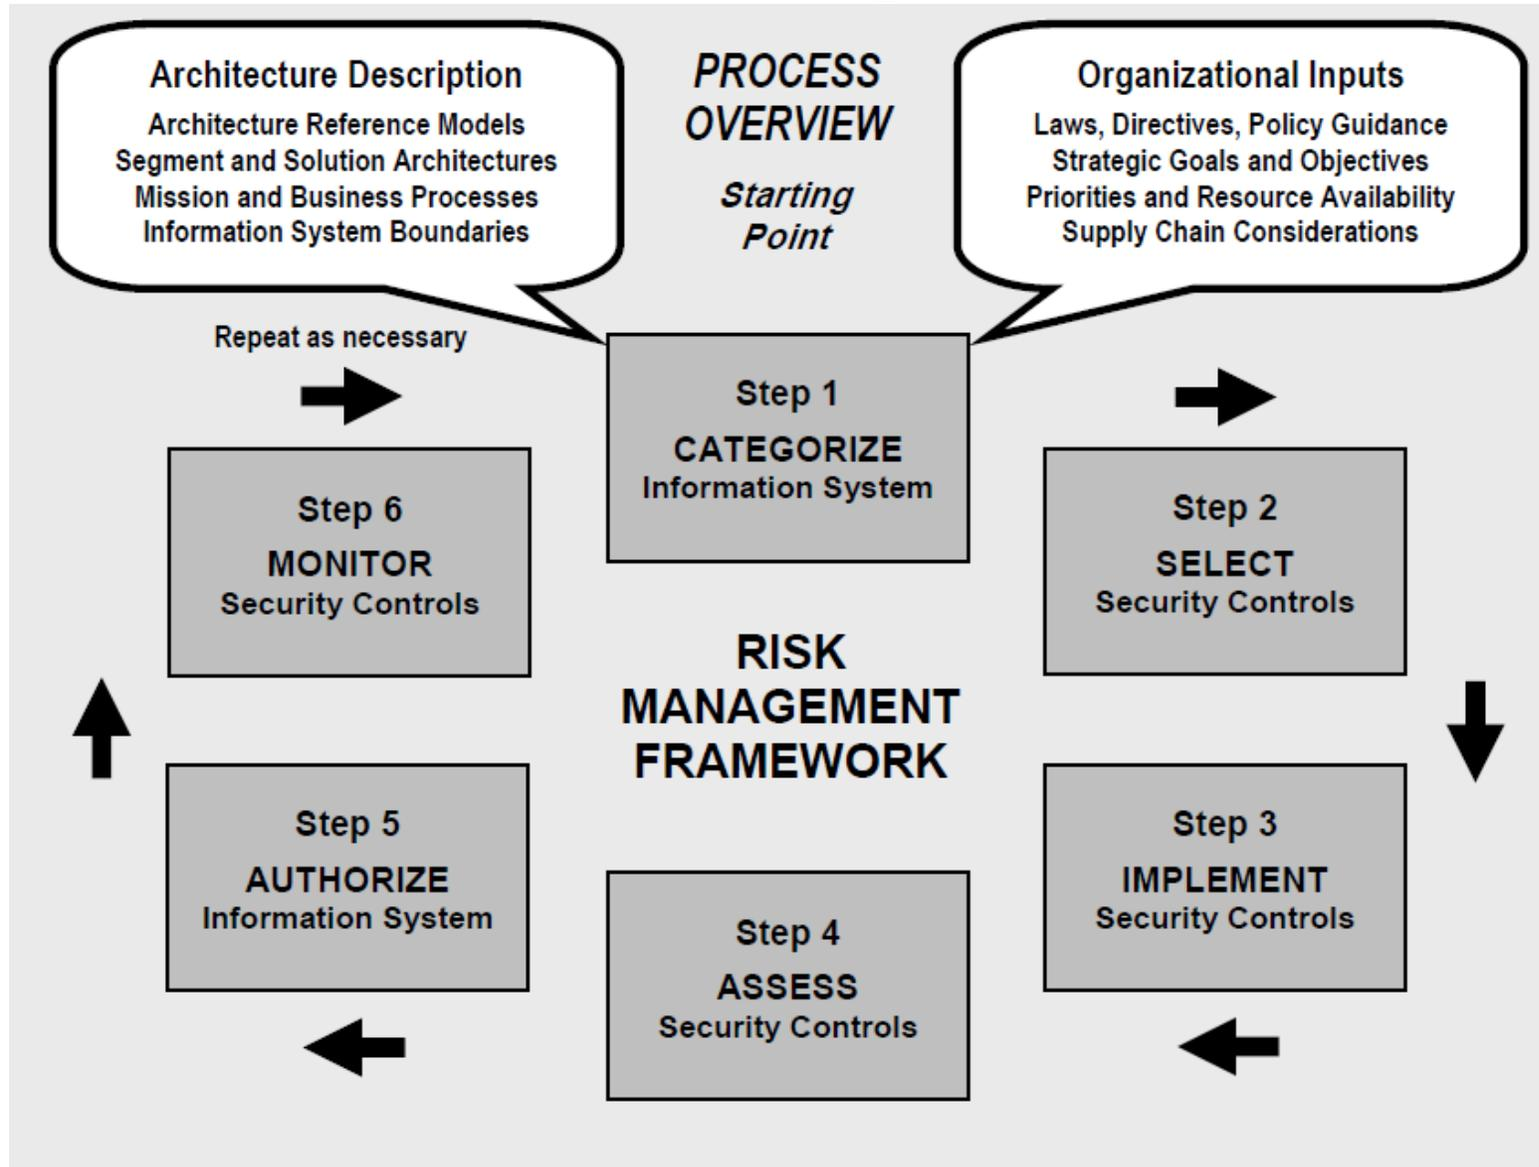 Architecture Description
Architecture Reference Models
Segment and Solution Architectures
Mission and Business Processes
Information System Boundaries
PROCESS
OVERVIEW
Starting
Point
Organizational Inputs
Laws, Directives, Policy Guidance
Strategic Goals and Objectives
Priorities and Resource Availability
Supply Chain Considerations
Repeat as necessary
Step 1
CATEGORIZE
Information System
Step 2
SELECT
Security Controls
Step 3
IMPLEMENT
Security Controls
Step 4
ASSESS
Security Controls
Step 5
AUTHORIZE
Information System
Step 6
MONITOR
Security Controls
RISK
MANAGEMENT
FRAMEWORK